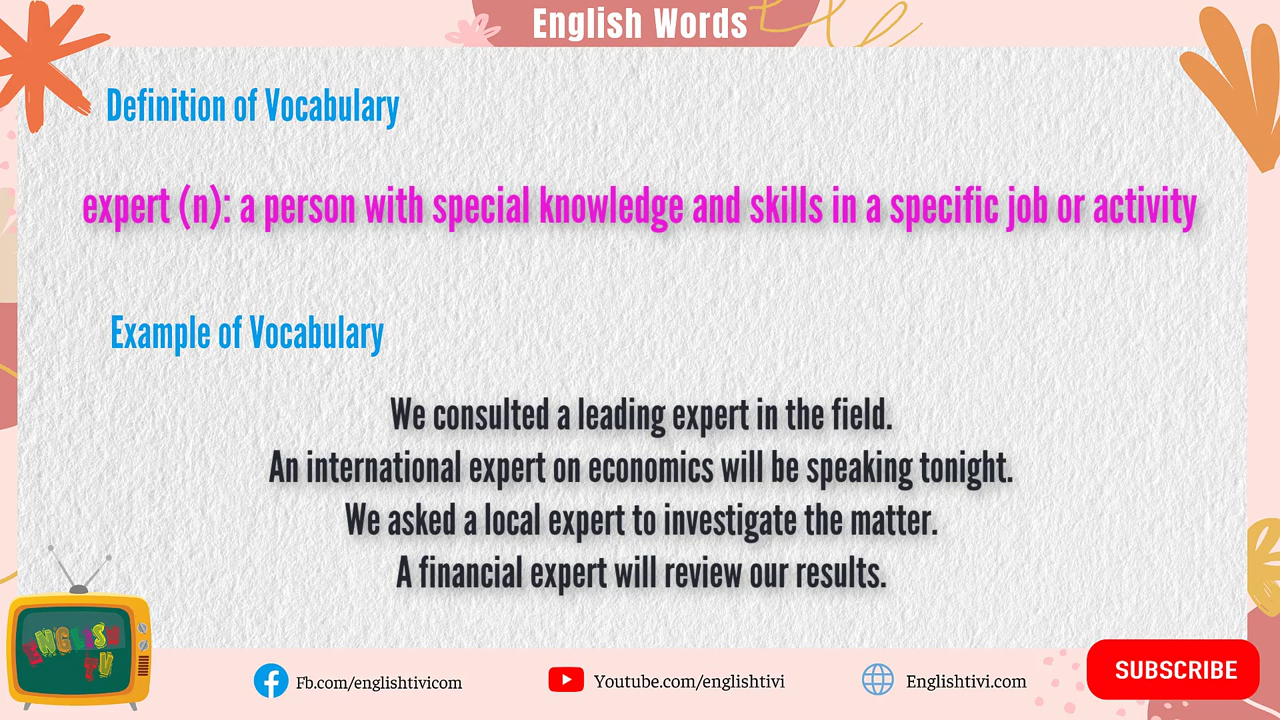 English Words
Definition of Vocabulary
expert (n): a person with special knowledge and skills in a specific job or activity
Example of Vocabulary
We consulted a leading expert in the field.
An international expert on economics will be speaking tonight.
We asked a local expert to investigate the matter.
A financial expert will review our results.
ENGLISH
TV
Fb.com/englishtivicom
Youtube.com/englishtivi
Englishtivi.com
SUBSCRIBE